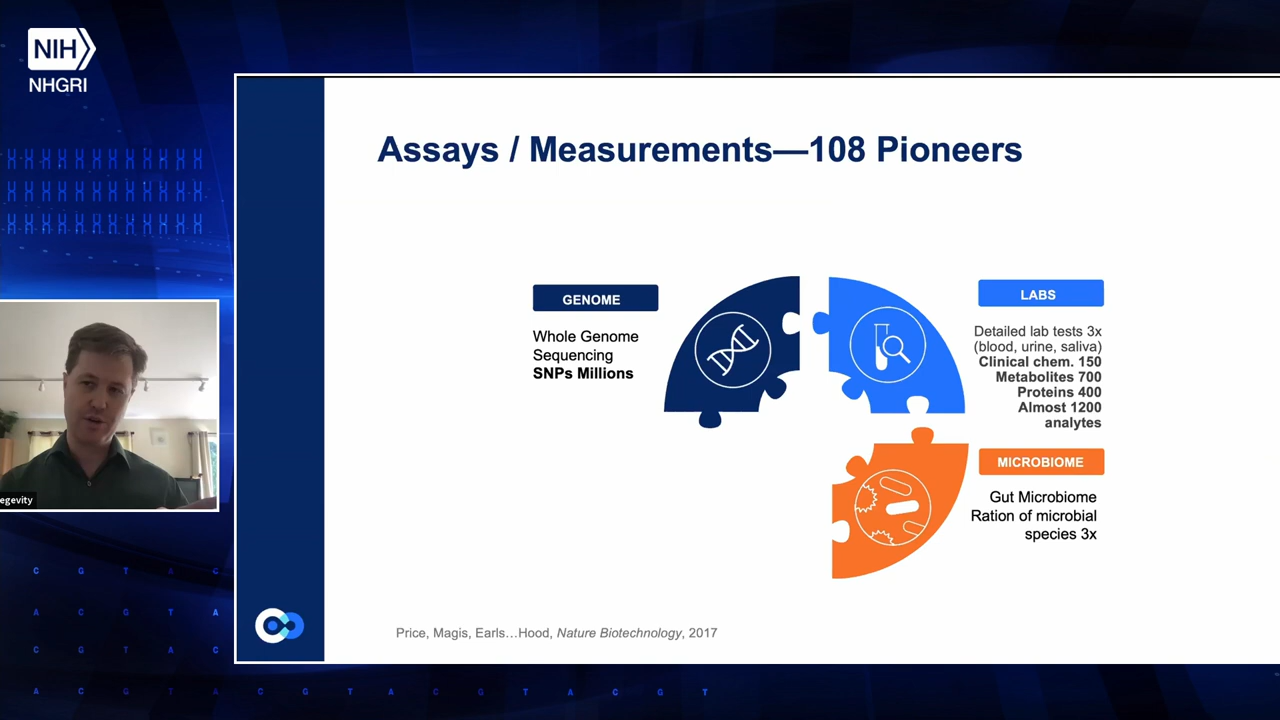 NIH
NHGRI
Assays / Measurements—108 Pioneers
GENOME
Whole Genome
Sequencing
SNPs Millions
LABS
Detailed lab tests 3x
(blood, urine, saliva)
Clinical chem. 150
Metabolites 700
Proteins 400
Almost 1200
analytes
MICROBIOME
Gut Microbiome
Ration of microbial
species 3x
egevity
Price, Magis, Earls…Hood, Nature Biotechnology, 2017
C G T A C
A C G T A
C G T A C
A C G T A C G T A C G T A C G T